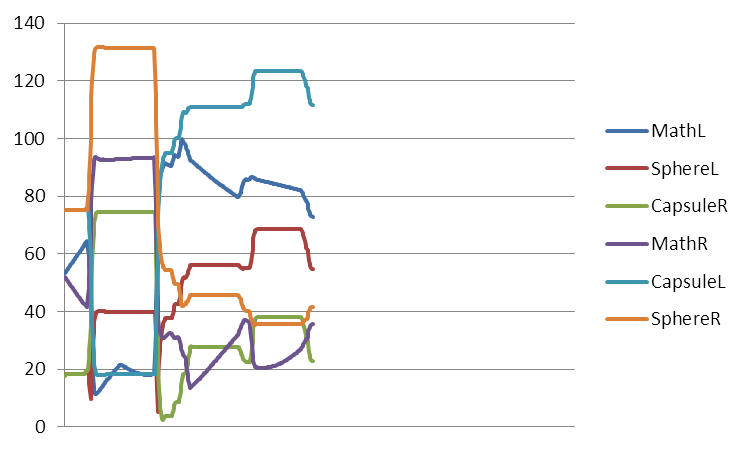 140
120
100
80
60
40
20
0
MathL
SphereL
CapsuleR
MathR
CapsuleL
SphereR